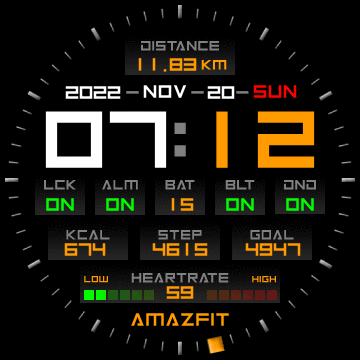 DISTANCE
11.83 KM
2022 – NOV – 20 – SUN
07:12
LCK ALM BAT BLT DND
ON ON 15 ON ON
KCAL STEP GOAL
674 4615 4947
LOW HEARTRATE HIGH
59
AMAZFIT